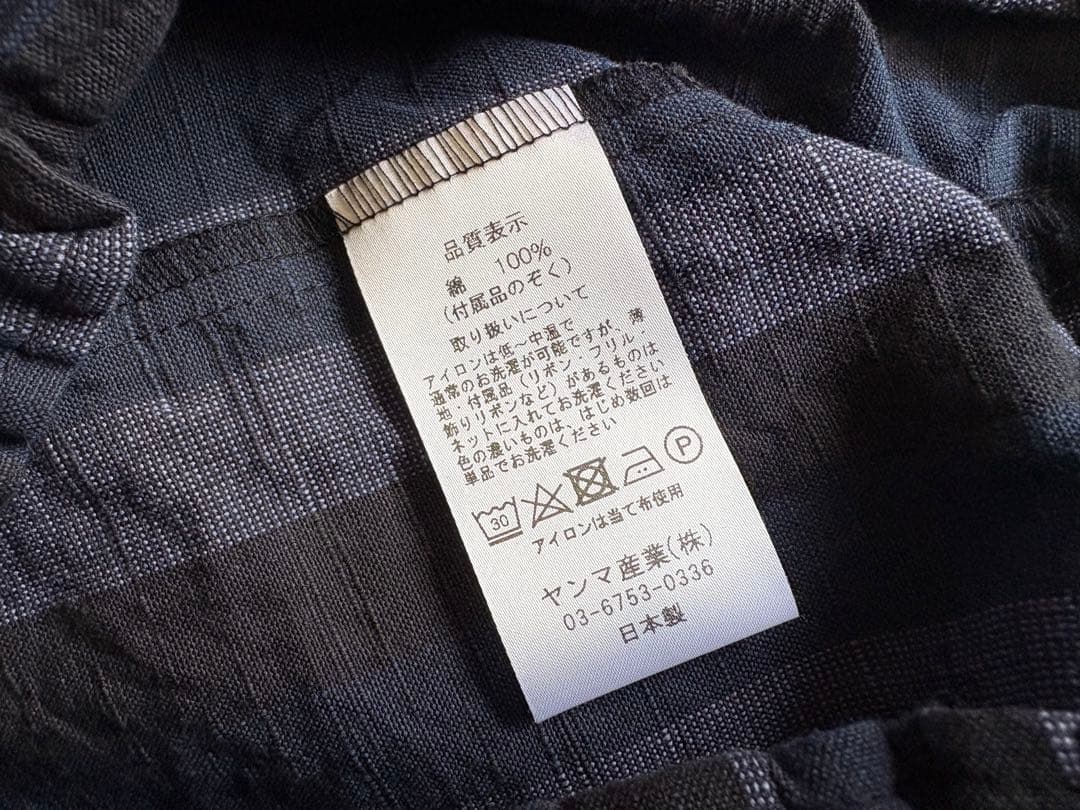 品質表示
綿 100%
(付属品のぞく)
取り扱いについて
アイロンは低～中温で
通常のお洗濯が可能ですが、薄・
地・付属品(リボン・フリル・
飾りリボンなど)があるものは
ネットに入れてお洗濯ください
色の濃いものは、はじめ数回は
単品でお洗濯ください
30 P
アイロンは当て布使用
ヤンマ産業(株)
03-6753-0336
日本製